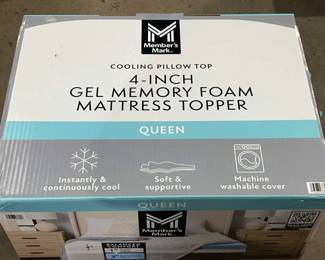 Member's
Mark
COOLING PILLOW TOP
4-INCH
GEL MEMORY FOAM
MATTRESS TOPPER
QUEEN
Instantly &
continuously cool
Soft &
supportive
Machine
washable cover
QUEEN
Member's
Mark
BALANCED